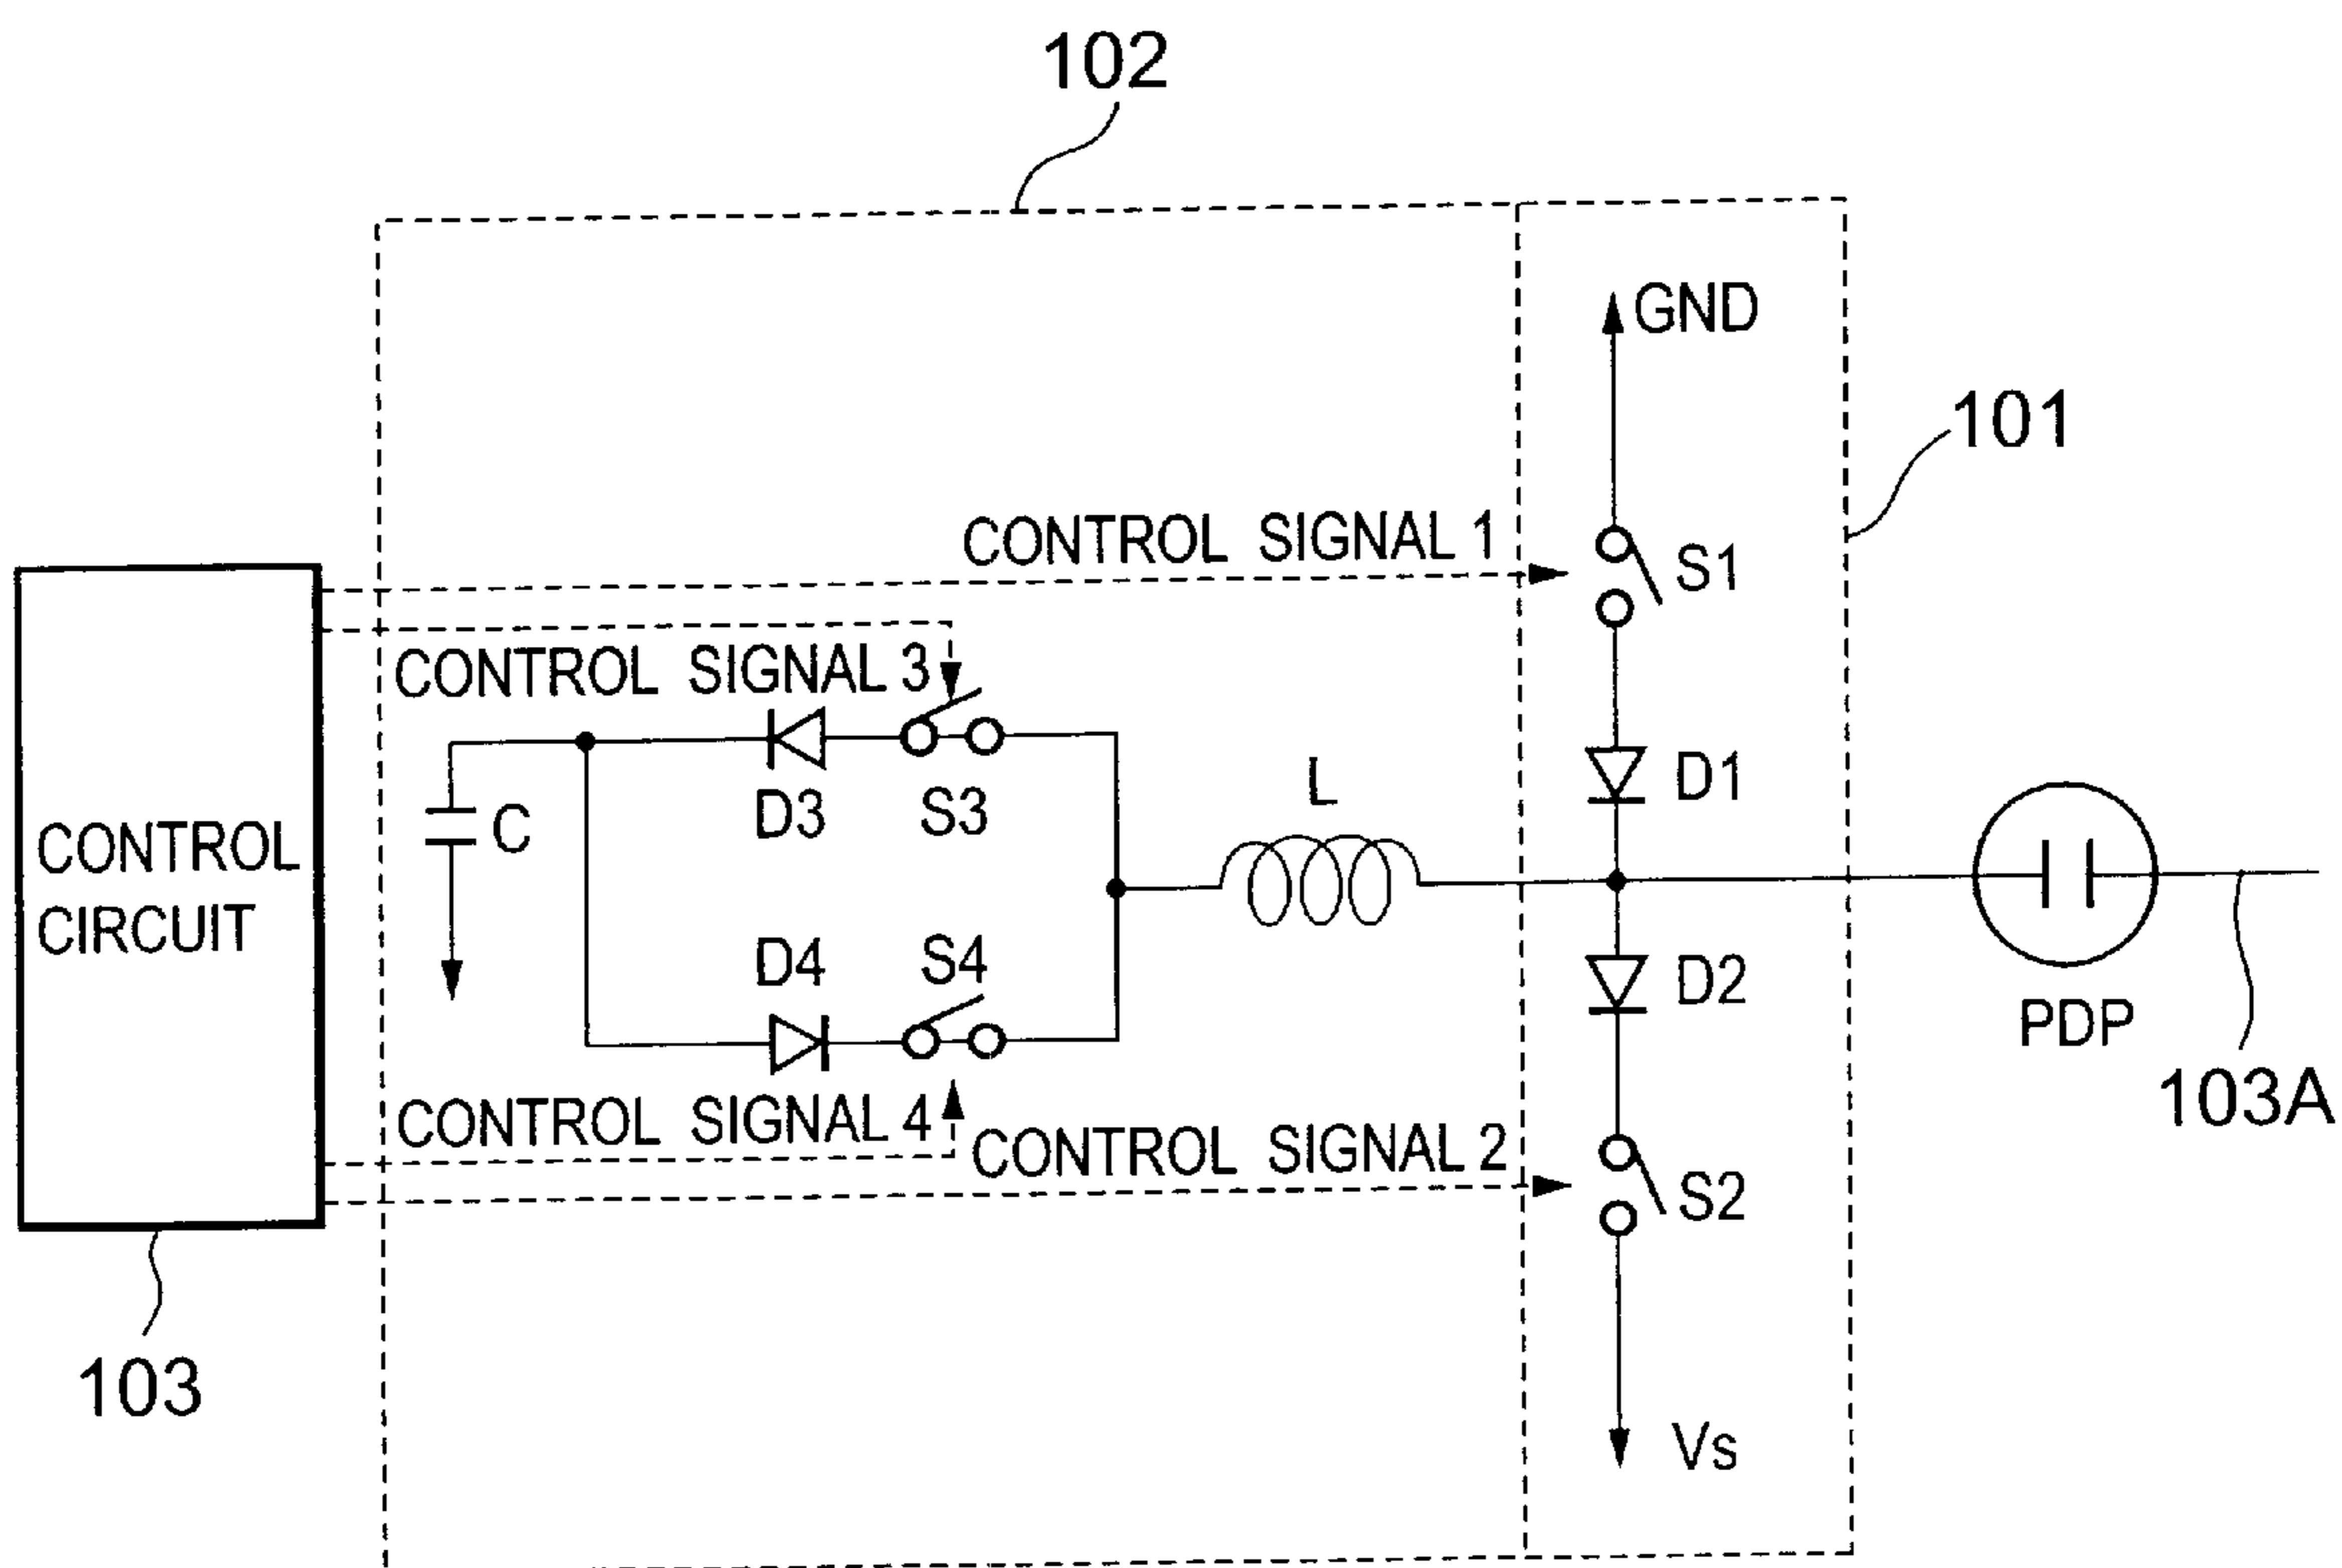 102
GND
101
CONTROL SIGNAL 1
S1
CONTROL SIGNAL 3
D3
S3
C
L
D1
CONTROL
CIRCUIT
D4
S4
D2
PDP
103A
CONTROL SIGNAL 4
CONTROL SIGNAL 2
S2
103
Vs